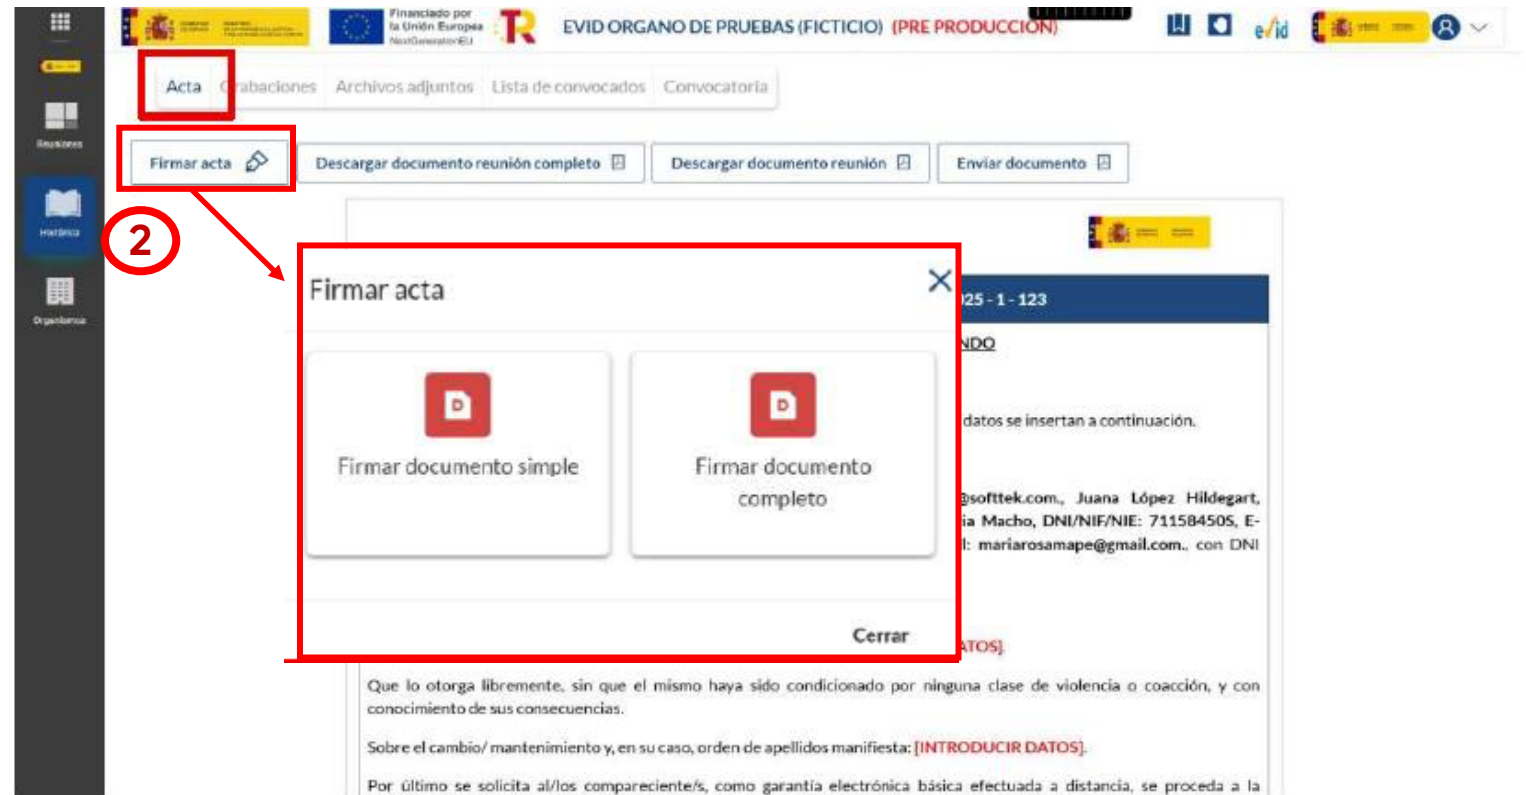 Financiado por
la Unión Europea
NextGenerationEU
EVID ORGANO DE PRUEBAS (FICTICIO) (PRE PRODUCCIÓN)
e/id
Acta Grabaciones Archivos adjuntos Lista de convocados Convocatoria
Reuniones
Firmar acta Descargar documento reunión completo Descargar documento reunión Enviar documento
Histórico
2
Organismos
Firmar acta
025 - 1 - 123
NDO
D
D
Firmar documento simple
Firmar documento
completo
datos se insertan a continuación.
@softtek.com., Juana López Hildegart,
ia Macho, DNI/NIF/NIE: 71158450S, E-
l: mariarosamape@gmail.com., con DNI
Cerrar
ATOS].
Que lo otorga libremente, sin que el mismo haya sido condicionado por ninguna clase de violencia o coacción, y con
conocimiento de sus consecuencias.
Sobre el cambio/ mantenimiento y, en su caso, orden de apellidos manifiesta: [INTRODUCIR DATOS].
Por último se solicita al/los compareciente/s, como garantía electrónica básica efectuada a distancia, se proceda a la